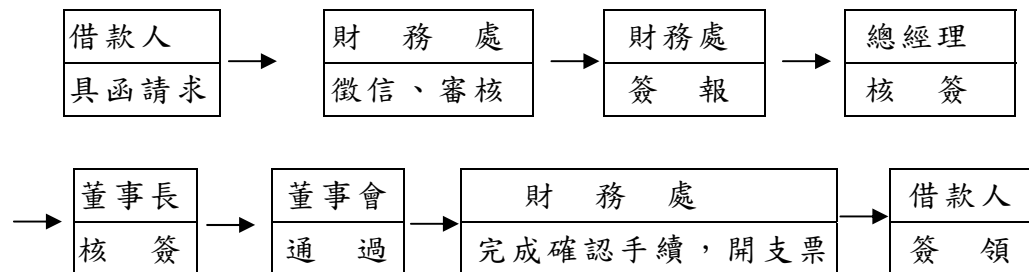 借款人
具函請求
財務處
徵信、審核
財務處
簽報
總經理
核簽
董事長
核簽
董事會
通過
財務處
完成確認手續,開支票
借款人
簽領